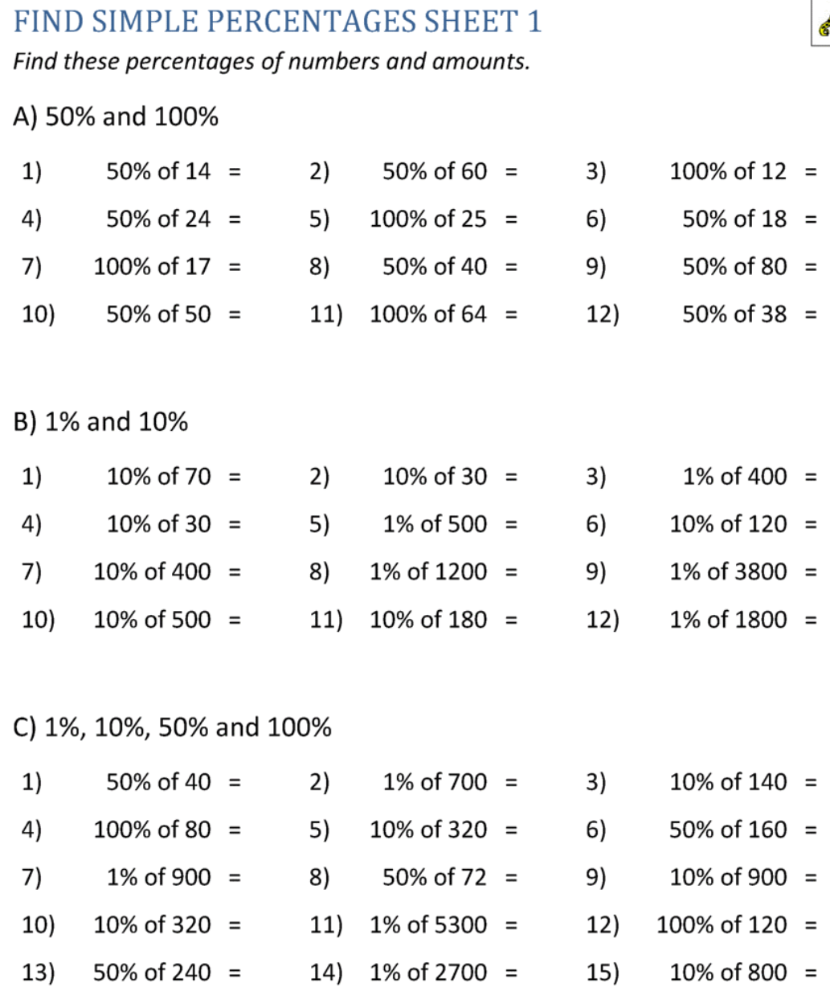 FIND SIMPLE PERCENTAGES SHEET 1
Find these percentages of numbers and amounts.
A) 50% and 100%
1) 50% of 14 = 2) 50% of 60 = 3) 100% of 12 =
4) 50% of 24 = 5) 100% of 25 = 6) 50% of 18 =
7) 100% of 17 = 8) 50% of 40 = 9) 50% of 80 =
10) 50% of 50 = 11) 100% of 64 = 12) 50% of 38 =
B) 1% and 10%
1) 10% of 70 = 2) 10% of 30 = 3) 1% of 400 =
4) 10% of 30 = 5) 1% of 500 = 6) 10% of 120 =
7) 10% of 400 = 8) 1% of 1200 = 9) 1% of 3800 =
10) 10% of 500 = 11) 10% of 180 = 12) 1% of 1800 =
C) 1%, 10%, 50% and 100%
1) 50% of 40 = 2) 1% of 700 = 3) 10% of 140 =
4) 100% of 80 = 5) 10% of 320 = 6) 50% of 160 =
7) 1% of 900 = 8) 50% of 72 = 9) 10% of 900 =
10) 10% of 320 = 11) 1% of 5300 = 12) 100% of 120 =
13) 50% of 240 = 14) 1% of 2700 = 15) 10% of 800 =